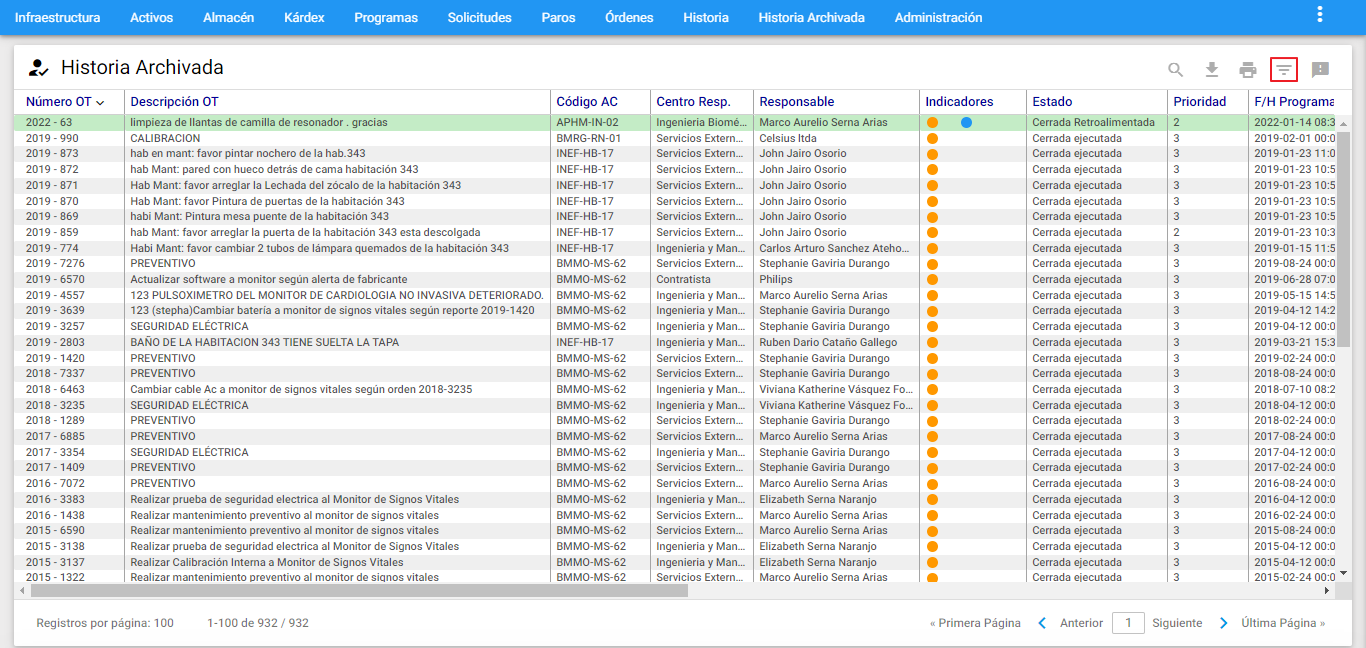 Infraestructura Activos Almacén Kárdex Programas Solicitudes Paros Órdenes Historia Historia Archivada Administración
Historia Archivada
Número OT Descripción OT Código AC Centro Resp. Responsable Indicadores Estado Prioridad F/H Programa
2022 - 63 limpieza de llantas de camilla de resonador . gracias APHM-IN-02 Ingenieria Biomé... Marco Aurelio Serna Arias Cerrada Retroalimentada 2 2022-01-14 08:3
2019 - 990 CALIBRACION BMRG-RN-01 Servicios Extern... Celsius ltda Cerrada ejecutada 3 2019-02-01 00:0
2019 - 873 hab en mant: favor pintar nochero de la hab.343 INEF-HB-17 Servicios Extern... John Jairo Osorio Cerrada ejecutada 3 2019-01-23 11:0
2019 - 872 hab Mant: pared con hueco detrás de cama habitación 343 INEF-HB-17 Servicios Extern... John Jairo Osorio Cerrada ejecutada 3 2019-01-23 10:5
2019 - 871 Hab Mant: favor arreglar la Lechada del zócalo de la habitación 343 INEF-HB-17 Servicios Extern... John Jairo Osorio Cerrada ejecutada 3 2019-01-23 10:5
2019 - 870 Hab Mant: favor Pintura de puertas de la habitación 343 INEF-HB-17 Servicios Extern... John Jairo Osorio Cerrada ejecutada 3 2019-01-23 10:5
2019 - 869 habi Mant: Pintura mesa puente de la habitación 343 INEF-HB-17 Servicios Extern... John Jairo Osorio Cerrada ejecutada 3 2019-01-23 10:5
2019 - 859 hab Mant: favor arreglar la puerta de la habitación 343 esta descolgada INEF-HB-17 Servicios Extern... John Jairo Osorio Cerrada ejecutada 2 2019-01-23 10:3
2019 - 774 Habi Mant: favor cambiar 2 tubos de lámpara quemados de la habitación 343 INEF-HB-17 Ingenieria y Man... Carlos Arturo Sanchez Ateho... Cerrada ejecutada 3 2019-01-15 11:5
2019 - 7276 PREVENTIVO BMMO-MS-62 Servicios Extern... Stephanie Gaviria Durango Cerrada ejecutada 3 2019-08-24 00:0
2019 - 6570 Actualizar software a monitor según alerta de fabricante BMMO-MS-62 Contratista Philips Cerrada ejecutada 3 2019-06-28 07:0
2019 - 4557 123 PULSOXIMETRO DEL MONITOR DE CARDIOLOGIA NO INVASIVA DETERIORADO. BMMO-MS-62 Ingenieria y Man... Marco Aurelio Serna Arias Cerrada ejecutada 3 2019-05-15 14:5
2019 - 3639 123 (stepha)Cambiar batería a monitor de signos vitales según reporte 2019-1420 BMMO-MS-62 Ingenieria y Man... Stephanie Gaviria Durango Cerrada ejecutada 3 2019-04-12 14:2
2019 - 3257 SEGURIDAD ELÉCTRICA BMMO-MS-62 Ingenieria y Man... Stephanie Gaviria Durango Cerrada ejecutada 3 2019-04-12 00:0
2019 - 2803 BAÑO DE LA HABITACION 343 TIENE SUELTA LA TAPA INEF-HB-17 Ingenieria y Man... Ruben Dario Cataño Gallego Cerrada ejecutada 3 2019-03-21 15:3
2019 - 1420 PREVENTIVO BMMO-MS-62 Servicios Extern... Stephanie Gaviria Durango Cerrada ejecutada 3 2019-02-24 00:0
2018 - 7337 PREVENTIVO BMMO-MS-62 Servicios Extern... Stephanie Gaviria Durango Cerrada ejecutada 3 2018-08-24 00:0
2018 - 6463 Cambiar cable Ac a monitor de signos vitales según orden 2018-3235 BMMO-MS-62 Ingenieria y Man... Viviana Katherine Vásquez Fo... Cerrada ejecutada 3 2018-07-10 08:2
2018 - 3235 SEGURIDAD ELÉCTRICA BMMO-MS-62 Ingenieria y Man... Viviana Katherine Vásquez Fo... Cerrada ejecutada 3 2018-04-12 00:0
2018 - 1289 PREVENTIVO BMMO-MS-62 Servicios Extern... Stephanie Gaviria Durango Cerrada ejecutada 3 2018-02-24 00:0
2017 - 6885 PREVENTIVO BMMO-MS-62 Servicios Extern... Marco Aurelio Serna Arias Cerrada ejecutada 3 2017-08-24 00:0
2017 - 3354 SEGURIDAD ELÉCTRICA BMMO-MS-62 Ingenieria y Man... Stephanie Gaviria Durango Cerrada ejecutada 3 2017-04-12 00:0
2017 - 1409 PREVENTIVO BMMO-MS-62 Servicios Extern... Stephanie Gaviria Durango Cerrada ejecutada 3 2017-02-24 00:0
2016 - 7072 PREVENTIVO BMMO-MS-62 Servicios Extern... Marco Aurelio Serna Arias Cerrada ejecutada 3 2016-08-24 00:0
2016 - 3383 Realizar prueba de seguridad electrica al Monitor de Signos Vitales BMMO-MS-62 Ingenieria y Man... Elizabeth Serna Naranjo Cerrada ejecutada 3 2016-04-12 00:0
2016 - 1438 Realizar mantenimiento preventivo al monitor de signos vitales BMMO-MS-62 Servicios Extern... Marco Aurelio Serna Arias Cerrada ejecutada 3 2016-02-24 00:0
2015 - 6590 Realizar mantenimiento preventivo al monitor de signos vitales BMMO-MS-62 Servicios Extern... Marco Aurelio Serna Arias Cerrada ejecutada 3 2015-08-24 00:0
2015 - 3138 Realizar prueba de seguridad electrica al Monitor de Signos Vitales BMMO-MS-62 Ingenieria y Man... Elizabeth Serna Naranjo Cerrada ejecutada 3 2015-04-12 00:0
2015 - 3137 Realizar Calibración Interna a Monitor de Signos Vitales BMMO-MS-62 Ingenieria y Man... Elizabeth Serna Naranjo Cerrada ejecutada 3 2015-04-12 00:0
2015 - 1322 Realizar mantenimiento preventivo al monitor de signos vitales BMMO-MS-62 Servicios Extern... Marco Aurelio Serna Arias Cerrada ejecutada 3 2015-02-24 00:0
Registros por página: 100 1-100 de 932 / 932 « Primera Página Anterior 1 Siguiente Última Página »